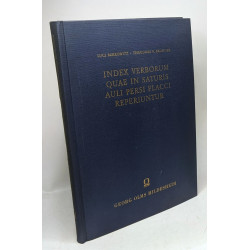 INDEX VERBORUM
QUAE IN SATURIS
AULI PERSI FLACCI
REPERIUNTUR
GEORG OLMS HILDESHEIM